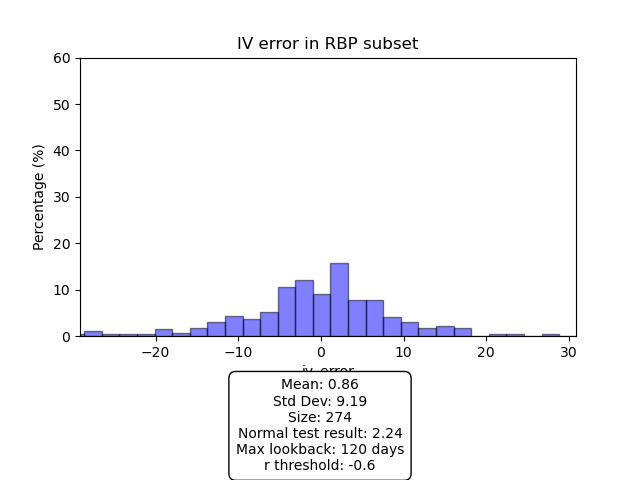 IV error in RBP subset
60
50
40
30
20
10
0
Percentage (%)
−20
−10
0
10
20
30
iv_error
Mean: 0.86
Std Dev: 9.19
Size: 274
Normal test result: 2.24
Max lookback: 120 days
r threshold: -0.6